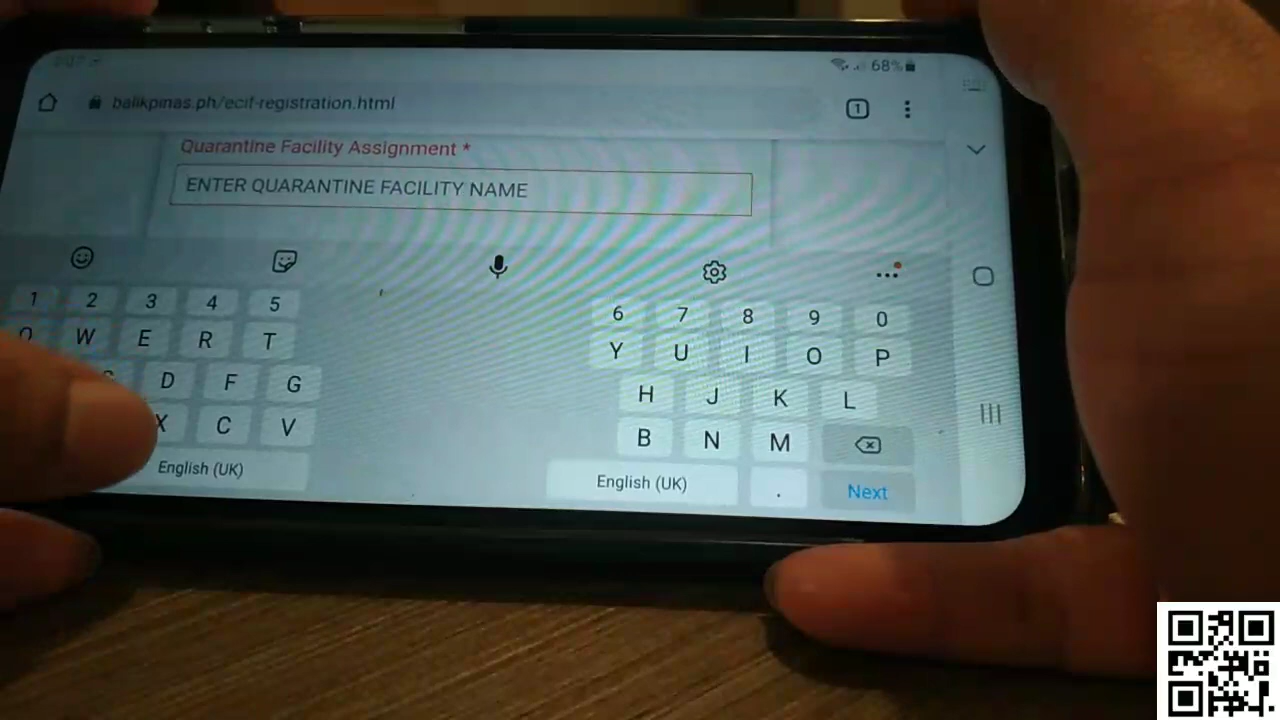 68%
balikpinas.ph/ecif-registration.html
1
Quarantine Facility Assignment *
ENTER QUARANTINE FACILITY NAME
1 2 3 4 5 6 7 8 9 0
W E R T Y U I O P
D F G H J K L
X C V B N M
English (UK) English (UK) . Next